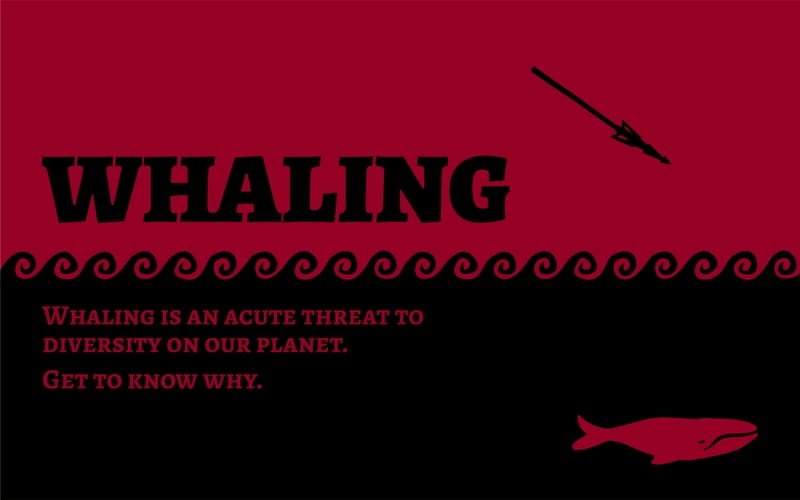 WHALING
Whaling is an acute threat to
diversity on our planet.
Get to know why.